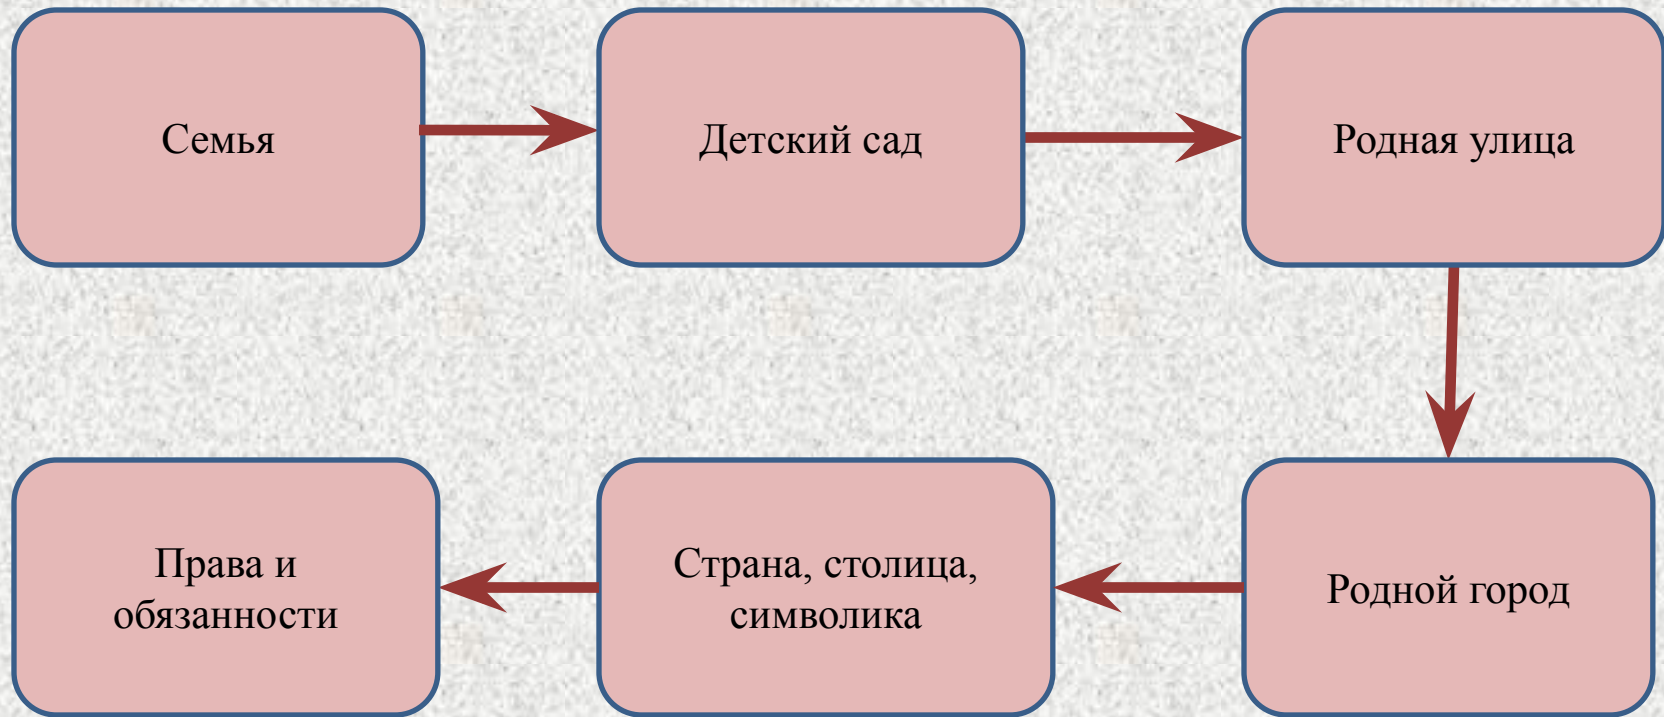 Семья
Детский сад
Родная улица
Родной город
Страна, столица,
символика
Права и
обязанности